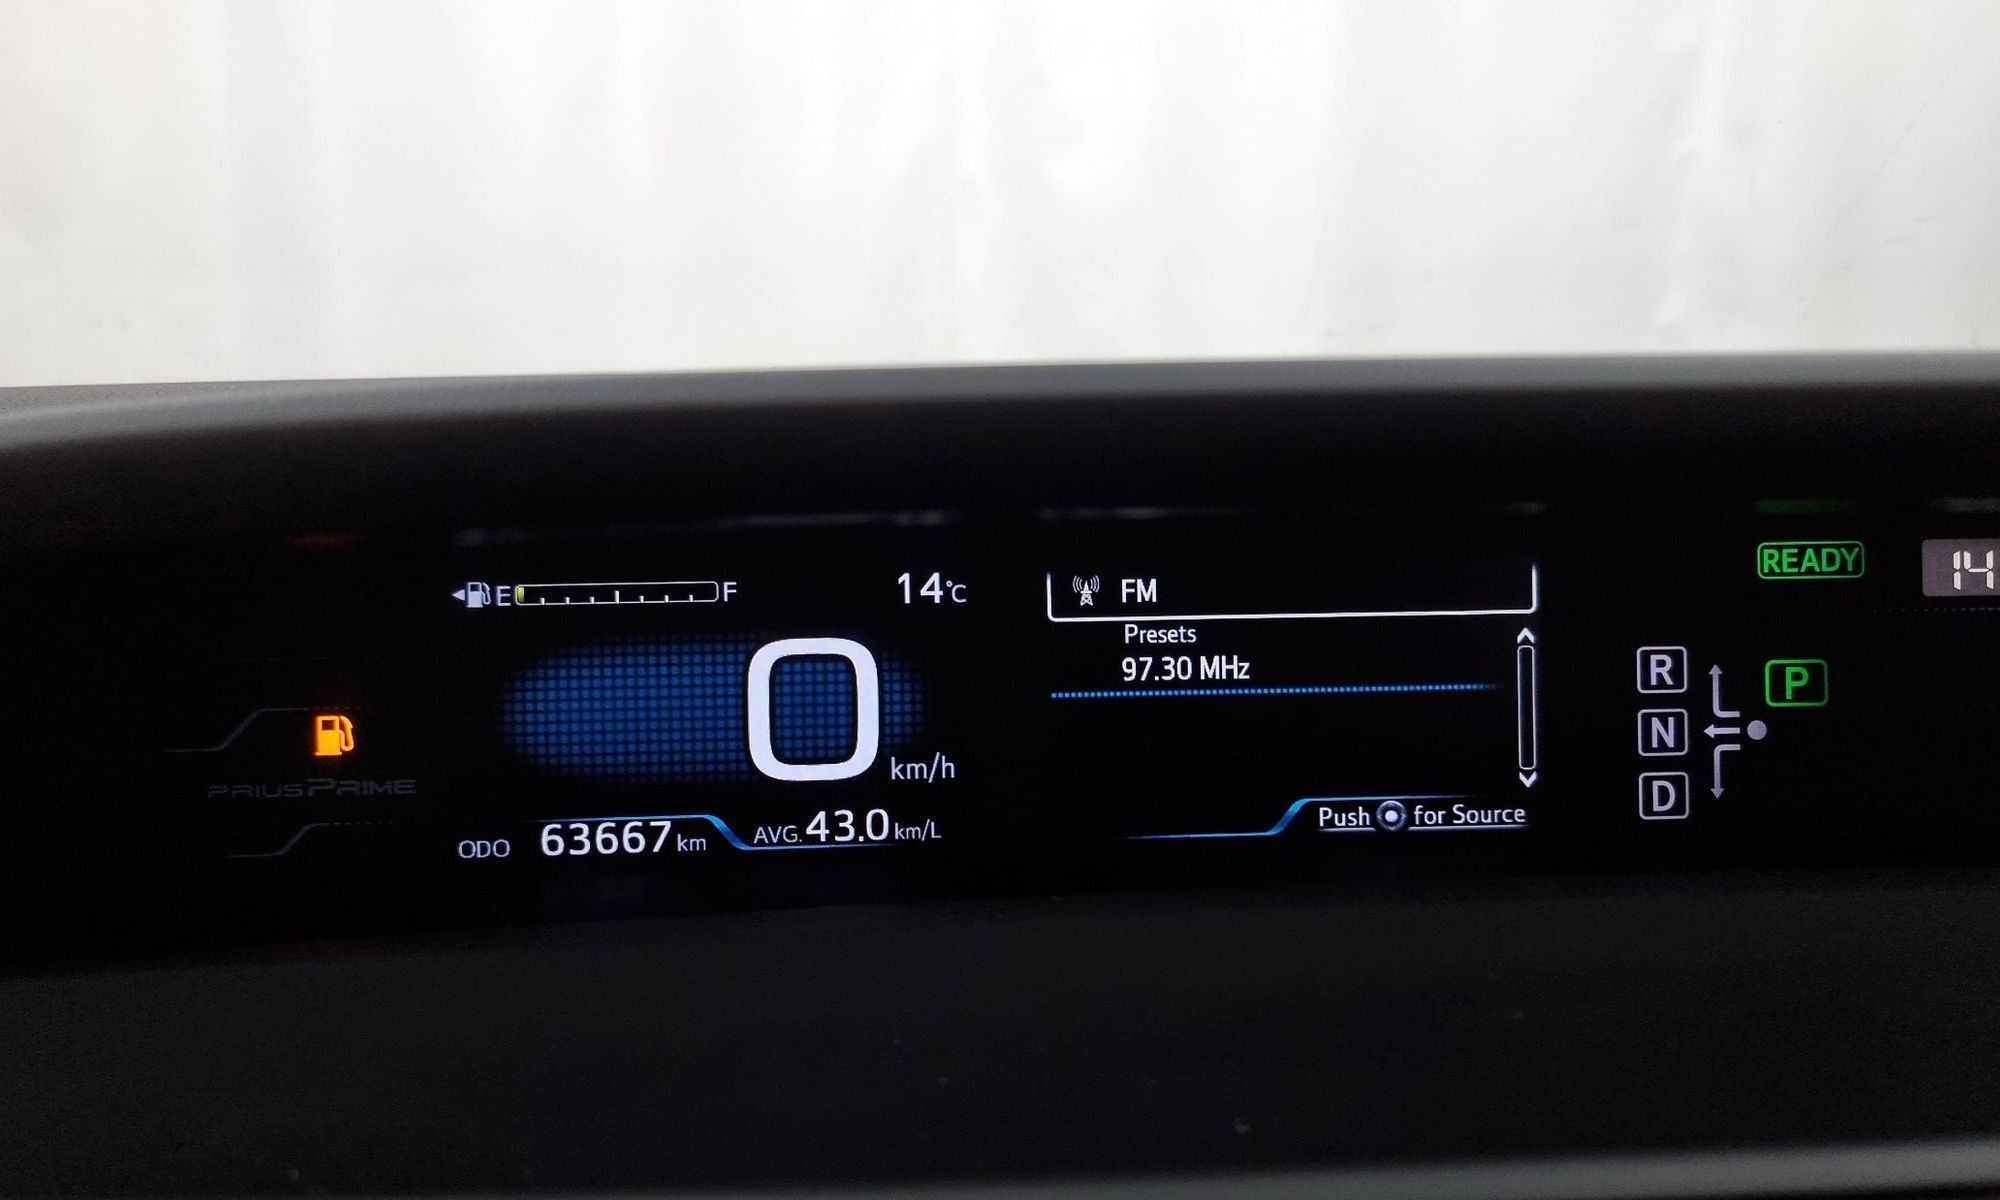 E F 14°C
FM
READY
14
Presets
97.30 MHz
0 km/h
R
P
N
D
PRIUS PRIME
ODO 63667 km AVG. 43.0 km/L
Push for Source